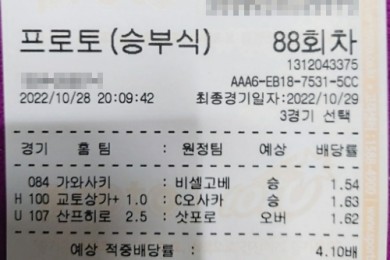 프로토(승부식) 88회차
1312043375
AAA6-EB18-7531-5CC
2022/10/28 20:09:42 최종경기일자:2022/10/29
3경기 선택
경기 홈 팀 : 원정팀 예상 배당률
084 가와사키 : 비셀고베 승 1.54
H 100 교토상가+ 1.0 : C오사카 승 1.63
U 107 산프히로 2.5 : 삿포로 오버 1.62
예상 적중배당률 : 4.10배